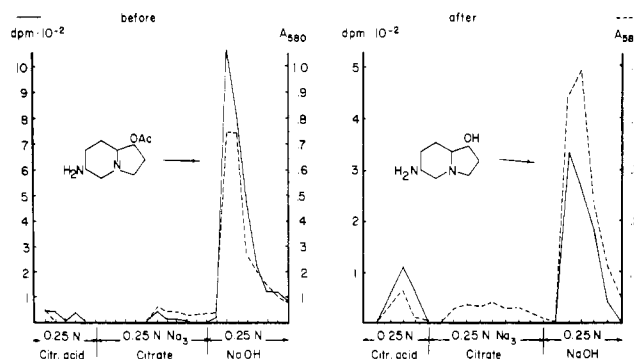 before
after
dpm · 10⁻²
A₅₈₀
dpm 10⁻²
A₅₈
10
9
8
7
6
5
4
3
2
1
1.0
.9
.8
.7
.6
.5
.4
.3
.2
.1
5
4
3
2
1
OAc
H₂N
N
OH
H₂N
N
0.25 N
0.25 N Na₃
0.25 N
Citr. acid
Citrate
NaOH
0.25 N
0.25 N Na₃
0.25 N
Citr. acid
Citrate
NaOH